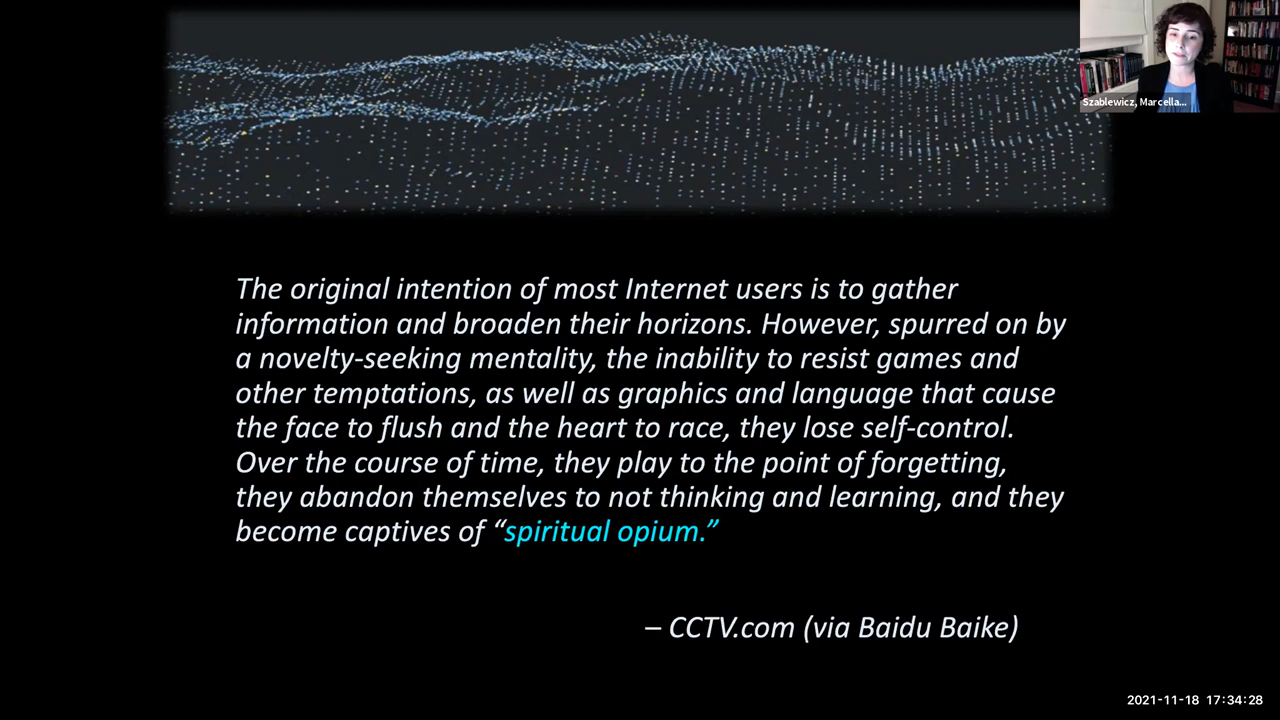 Szablewicz, Marcella...
The original intention of most Internet users is to gather
information and broaden their horizons. However, spurred on by
a novelty-seeking mentality, the inability to resist games and
other temptations, as well as graphics and language that cause
the face to flush and the heart to race, they lose self-control.
Over the course of time, they play to the point of forgetting,
they abandon themselves to not thinking and learning, and they
become captives of “spiritual opium.”
– CCTV.com (via Baidu Baike)
2021-11-18 17:34:28